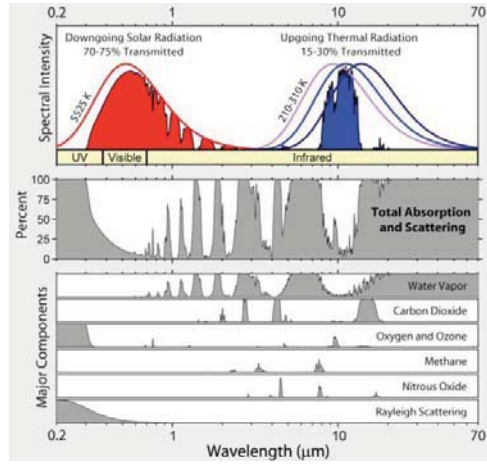 0.2 1 10 70
Downgoing Solar Radiation
70-75% Transmitted
Upgoing Thermal Radiation
15-30% Transmitted
Spectral Intensity
5525 K
210-310 K
UV Visible Infrared
Percent
100
75
50
25
0
Total Absorption
and Scattering
Major Components
Water Vapor
Carbon Dioxide
Oxygen and Ozone
Methane
Nitrous Oxide
Rayleigh Scattering
0.2 1 10 70
Wavelength (μm)